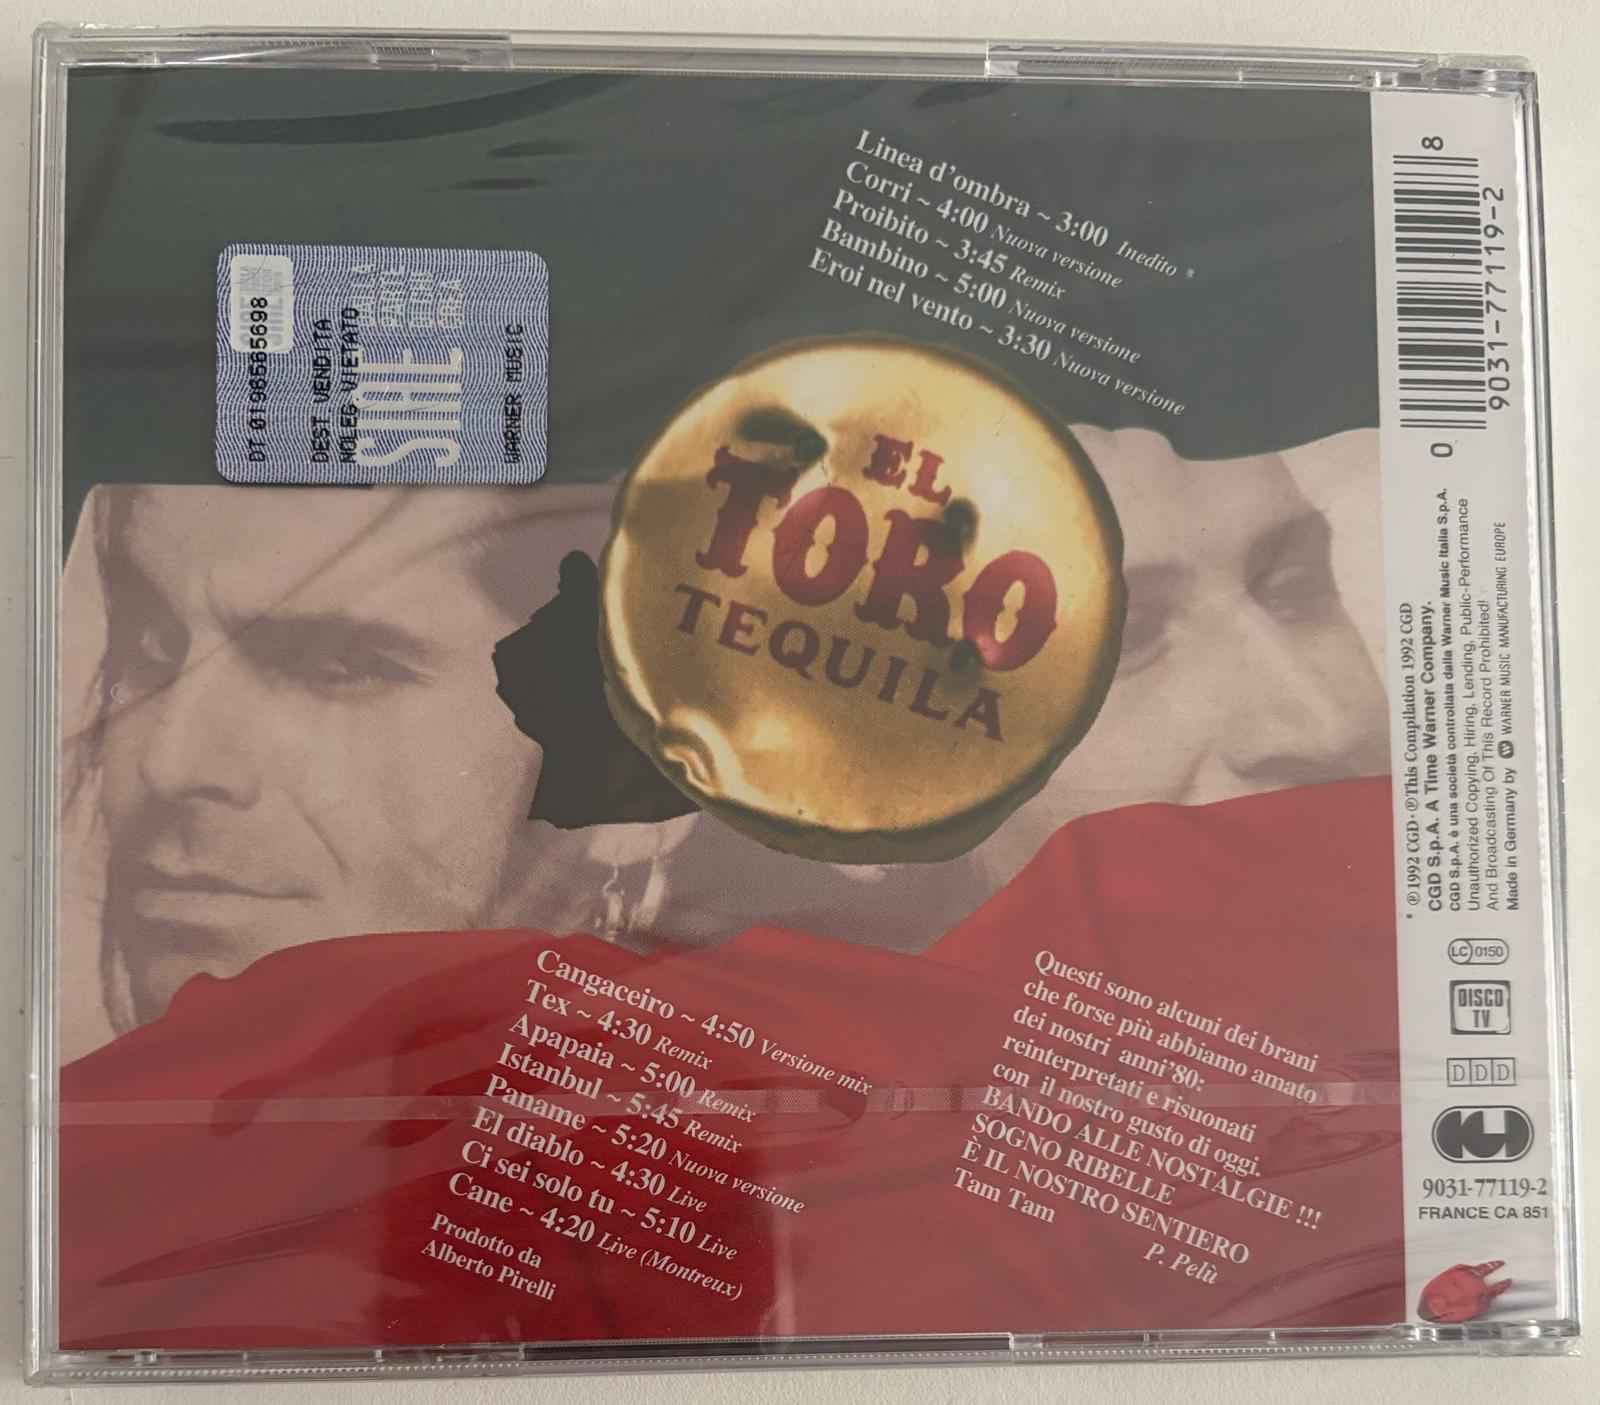 Linea d'ombra ~ 3:00 Inedito *
Corri ~ 4:00 Nuova versione
Proibito ~ 3:45 Remix
Bambino ~ 5:00 Nuova versione
Eroi nel vento ~ 3:30 Nuova versione
DT 01985565698
DEST VENDITA
NOLEG.VIETATO
SIAE
DALLA
PARTE
DI CHI
CREA
WARNER MUSIC
EL
TORO
TEQUILA
Cangaceiro ~ 4:50 Versione mix
Tex ~ 4:30 Remix
Apapaia ~ 5:00 Remix
Istanbul ~ 5:45 Remix
Paname ~ 5:20 Nuova versione
El diablo ~ 4:30 Live
Ci sei solo tu ~ 5:10 Live
Cane ~ 4:20 Live (Montreux)
Prodotto da
Alberto Pirelli
Questi sono alcuni dei brani
che forse più abbiamo amato
dei nostri anni'80:
reinterpretati e risuonati
con il nostro gusto di oggi.
BANDO ALLE NOSTALGIE !!!
SOGNO RIBELLE
È IL NOSTRO SENTIERO
Tam Tam
P. Pelù
0 9031-77119-2 8
* ℗1992 CGD · ℗This Compilation 1992 CGD
CGD S.p.A. A Time Warner Company.
CGD S.p.A. è una società controllata dalla Warner Music Italia S.p.A.
Unauthorized Copying, Hiring, Lending, Public-Performance
And Broadcasting Of This Record Prohibited!
Made in Germany by WARNER MUSIC MANUFACTURING EUROPE
LC 0150
DISCO
TV
DDD
9031-77119-2
FRANCE CA 851